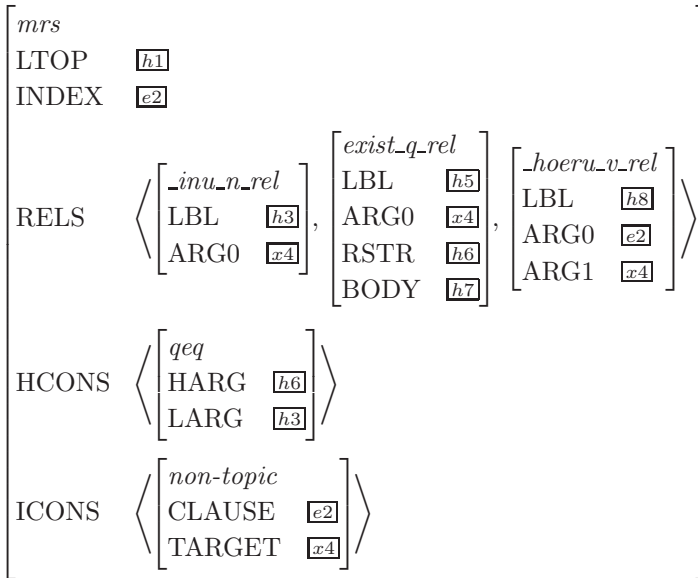 mrs
LTOP h1
INDEX e2
RELS ⟨[_inu_n_rel LBL h3 ARG0 x4], [exist_q_rel LBL h5 ARG0 x4 RSTR h6 BODY h7], [_hoeru_v_rel LBL h8 ARG0 e2 ARG1 x4]⟩
HCONS ⟨[qeq HARG h6 LARG h3]⟩
ICONS ⟨[non-topic CLAUSE e2 TARGET x4]⟩